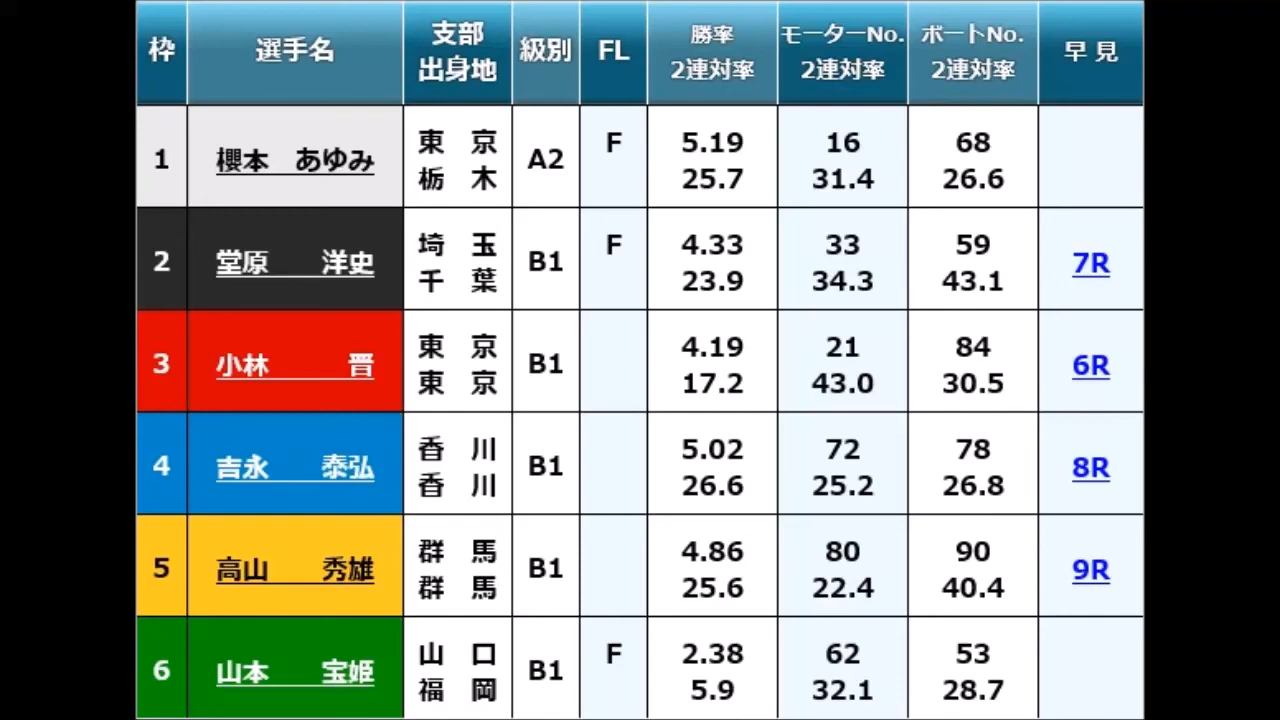 枠 選手名 支部 出身地 級別 FL 勝率 2連対率 モーターNo. 2連対率 ボートNo. 2連対率 早見
1 櫻本 あゆみ 東京 栃木 A2 F 5.19 25.7 16 31.4 68 26.6
2 堂原 洋史 埼玉 千葉 B1 F 4.33 23.9 33 34.3 59 43.1 7R
3 小林 晋 東京 東京 B1 4.19 17.2 21 43.0 84 30.5 6R
4 吉永 泰弘 香川 香川 B1 5.02 26.6 72 25.2 78 26.8 8R
5 高山 秀雄 群馬 群馬 B1 4.86 25.6 80 22.4 90 40.4 9R
6 山本 宝姫 山口 福岡 B1 F 2.38 5.9 62 32.1 53 28.7